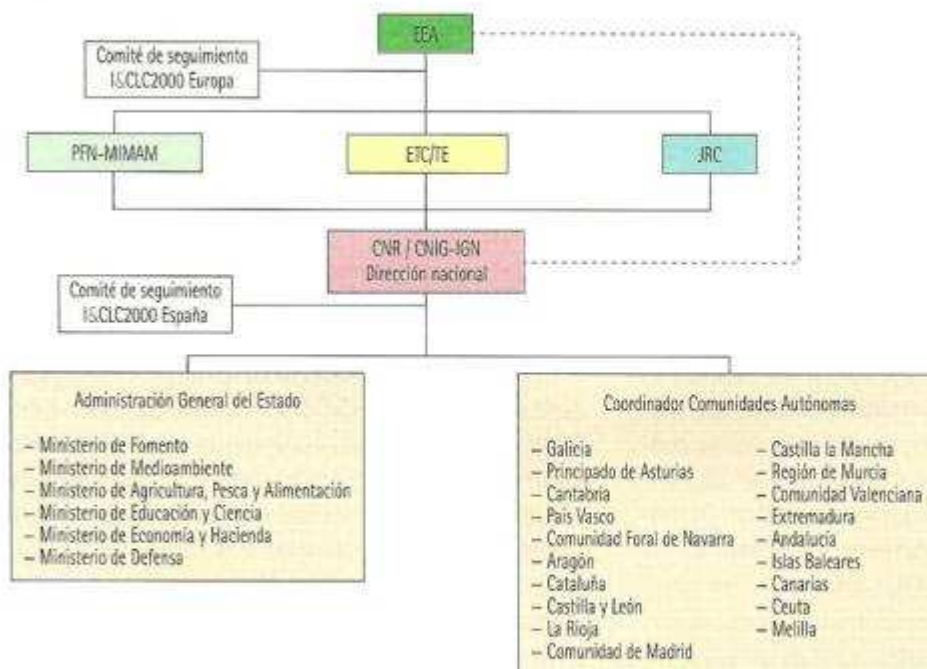 EEA
Comité de seguimiento
I&CLC2000 Europa
PFN-MIMAM
ETC/TE
JRC
CNR / CNIG-IGN
Dirección nacional
Comité de seguimiento
I&CLC2000 España
Administración General del Estado
– Ministerio de Fomento
– Ministerio de Medioambiente
– Ministerio de Agricultura, Pesca y Alimentación
– Ministerio de Educación y Ciencia
– Ministerio de Economía y Hacienda
– Ministerio de Defensa
Coordinador Comunidades Autónomas
– Galicia
– Principado de Asturias
– Cantabria
– País Vasco
– Comunidad Foral de Navarra
– Aragón
– Cataluña
– Castilla y León
– La Rioja
– Comunidad de Madrid
– Castilla la Mancha
– Región de Murcia
– Comunidad Valenciana
– Extremadura
– Andalucía
– Islas Baleares
– Canarias
– Ceuta
– Melilla